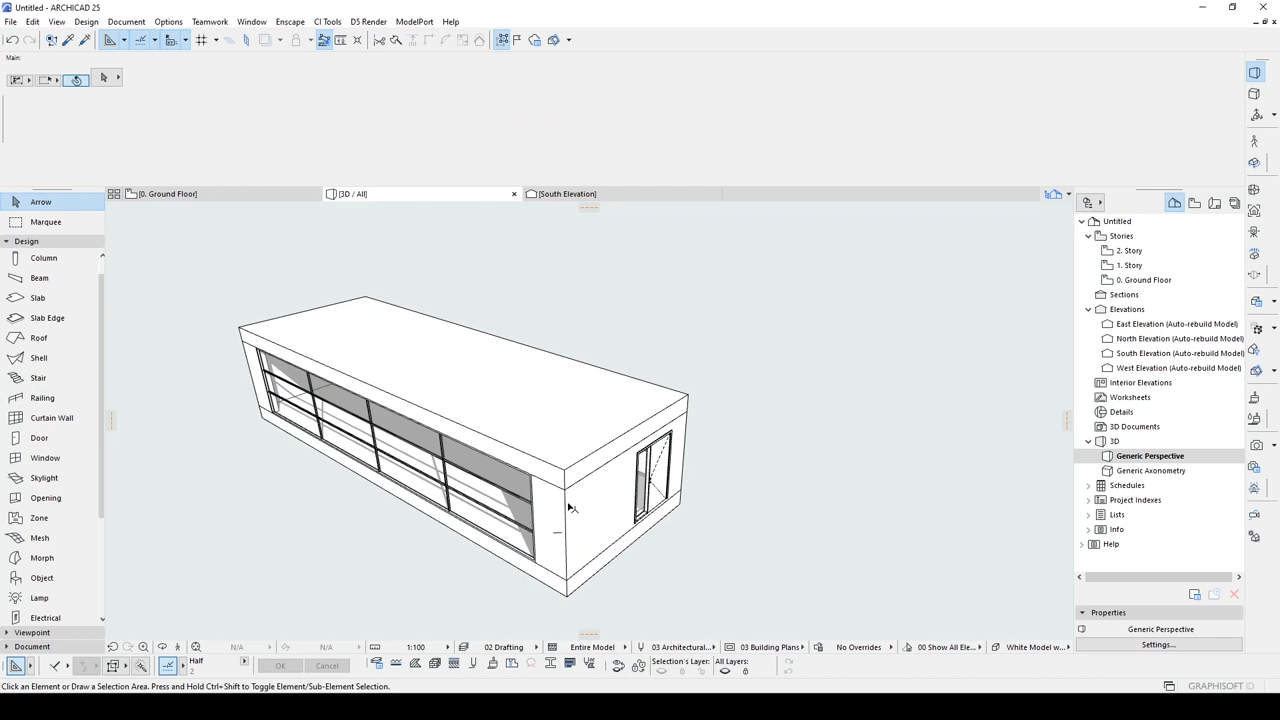 Untitled - ARCHICAD 25
File Edit View Design Document Options Teamwork Window Enscape CI Tools D5 Render ModelPort Help
Main:
[0. Ground Floor]
[3D / All]
[South Elevation]
Arrow
Marquee
Design
Column
Beam
Slab
Slab Edge
Roof
Shell
Stair
Railing
Curtain Wall
Door
Window
Skylight
Opening
Zone
Mesh
Morph
Object
Lamp
Electrical
Viewpoint
Document
Untitled
Stories
2. Story
1. Story
0. Ground Floor
Sections
Elevations
East Elevation (Auto-rebuild Model)
North Elevation (Auto-rebuild Model)
South Elevation (Auto-rebuild Model)
West Elevation (Auto-rebuild Model)
Interior Elevations
Worksheets
Details
3D Documents
3D
Generic Perspective
Generic Axonometry
Schedules
Project Indexes
Lists
Info
Help
Properties
Generic Perspective
Settings...
N/A N/A 1:100 02 Drafting Entire Model 03 Architectural... 03 Building Plans No Overrides 00 Show All Ele... White Model w...
Half
2
OK Cancel
Selection's Layer: All Layers:
Click an Element or Draw a Selection Area. Press and Hold Ctrl+Shift to Toggle Element/Sub-Element Selection.
GRAPHISOFT